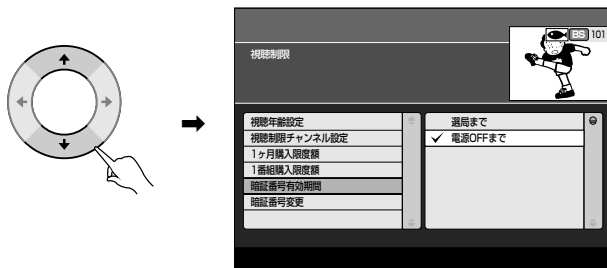 BS 101
視聴制限
視聴年齢設定
視聴制限チャンネル設定
1ヶ月購入限度額
1番組購入限度額
暗証番号有効期間
暗証番号変更
選局まで
電源OFFまで